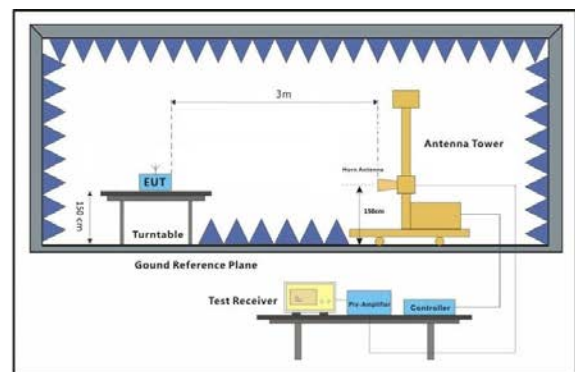 3m
Antenna Tower
Horn Antenna
EUT
150 cm
150cm
Turntable
Gound Reference Plane
Test Receiver
Pre-Amplifier
Controller